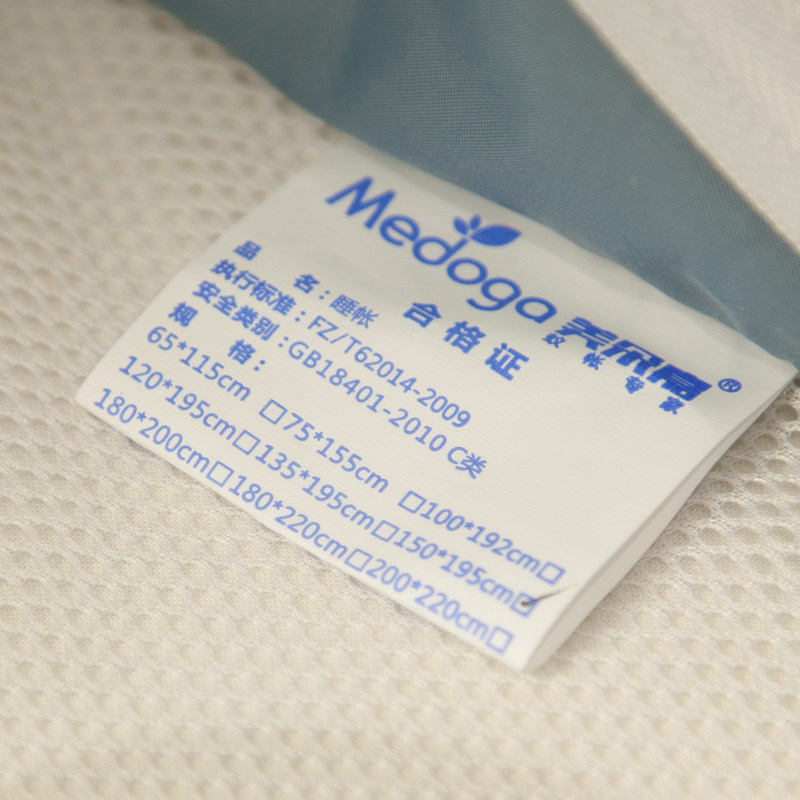 Medoga 美朵嘎®
蚊帐专家
合格证
品 名：睡帐
执行标准：FZ/T62014-2009
安全类别：GB18401-2010 C类
规 格：
65*115cm □75*155cm □100*192cm□
120*195cm□135*195cm□150*195cm☑
180*200cm□180*220cm□200*220cm□